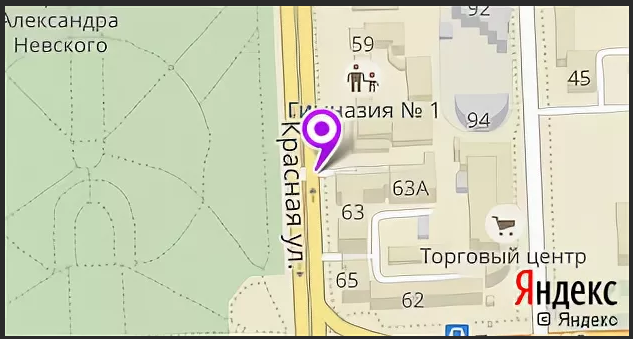 Александра
Невского
92
59
45
Гимназия № 1
94
Красная ул.
63А
63
Торговый центр
65
62
Яндекс
© Яндекс